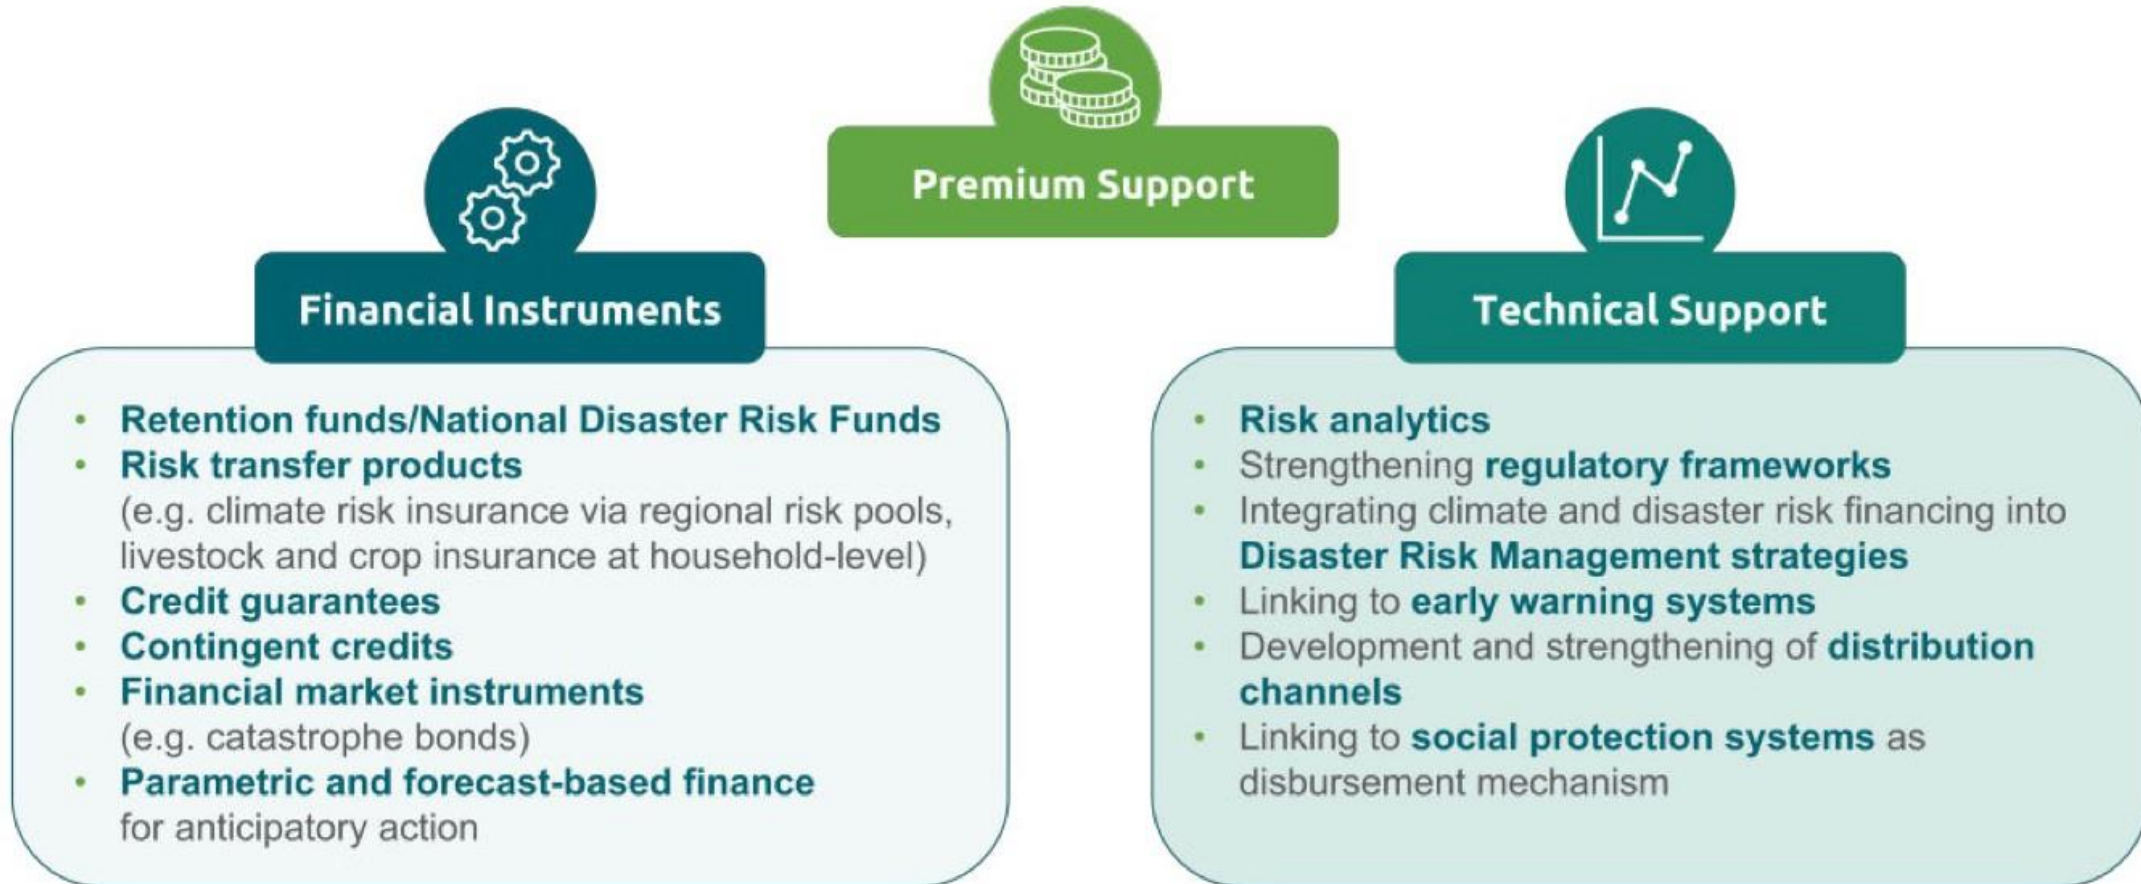 Premium Support
Financial Instruments
• Retention funds/National Disaster Risk Funds
• Risk transfer products
(e.g. climate risk insurance via regional risk pools,
livestock and crop insurance at household-level)
• Credit guarantees
• Contingent credits
• Financial market instruments
(e.g. catastrophe bonds)
• Parametric and forecast-based finance
for anticipatory action
Technical Support
• Risk analytics
• Strengthening regulatory frameworks
• Integrating climate and disaster risk financing into
Disaster Risk Management strategies
• Linking to early warning systems
• Development and strengthening of distribution
channels
• Linking to social protection systems as
disbursement mechanism